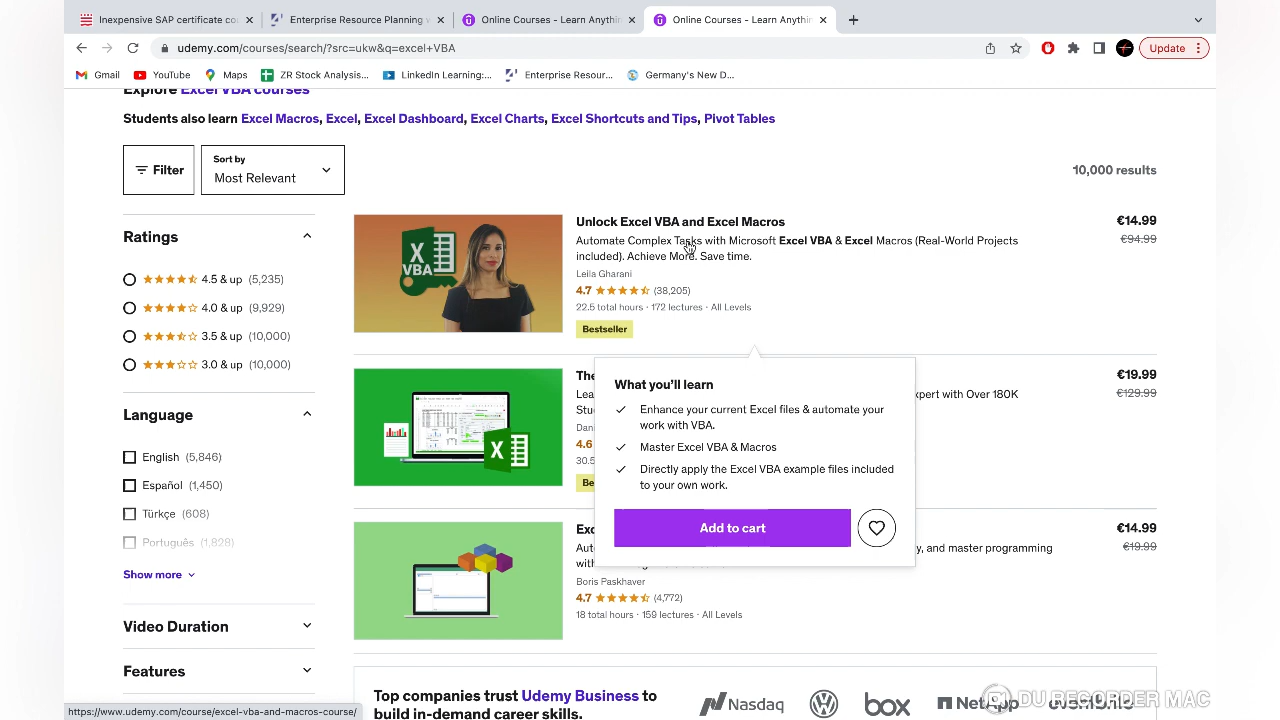 Inexpensive SAP certificate co
Enterprise Resource Planning
Online Courses - Learn Anythin
Online Courses - Learn Anythin
udemy.com/courses/search/?src=ukw&q=excel+VBA
Update
Gmail YouTube Maps ZR Stock Analysis... LinkedIn Learning:... Enterprise Resour... Germany's New D...
Explore Excel VBA courses
Students also learn Excel Macros, Excel, Excel Dashboard, Excel Charts, Excel Shortcuts and Tips, Pivot Tables
Filter
Sort by
Most Relevant
10,000 results
Ratings
4.5 & up (5,235)
4.0 & up (9,929)
3.5 & up (10,000)
3.0 & up (10,000)
Language
English (5,846)
Español (1,450)
Türkçe (608)
Português (1,828)
Show more
Video Duration
Features
X
VBA
Unlock Excel VBA and Excel Macros
€14.99
Automate Complex Tasks with Microsoft Excel VBA & Excel Macros (Real-World Projects
€94.99
included). Achieve More. Save time.
Leila Gharani
4.7 (38,205)
22.5 total hours · 172 lectures · All Levels
Bestseller
X
The
€19.99
Lea
xpert with Over 180K
€129.99
Stu
Dani
4.6
30.5
Be
What you'll learn
Enhance your current Excel files & automate your
work with VBA.
Master Excel VBA & Macros
Directly apply the Excel VBA example files included
to your own work.
Add to cart
Exc
€14.99
Auto
y, and master programming
€19.99
with
Boris Paskhaver
4.7 (4,772)
18 total hours · 159 lectures · All Levels
Top companies trust Udemy Business to
build in-demand career skills.
Nasdaq
box
NetApp
eventbrite
DU RECORDER MAC
https://www.udemy.com/course/excel-vba-and-macros-course/